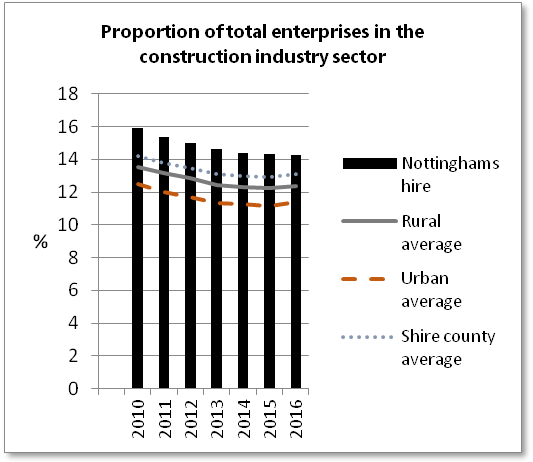 Proportion of total enterprises in the
construction industry sector
18
16
14
12
10
8
6
4
2
0
%
2010
2011
2012
2013
2014
2015
2016
Nottinghams
hire
Rural
average
Urban
average
Shire county
average